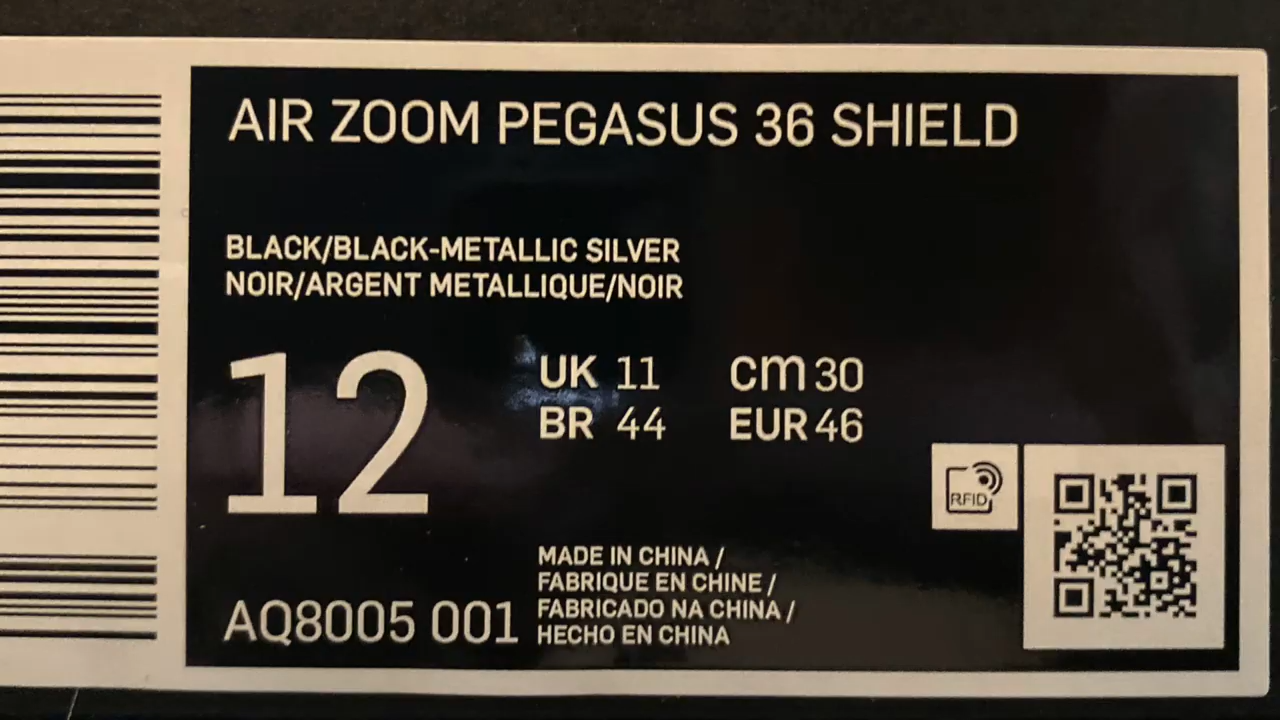 AIR ZOOM PEGASUS 36 SHIELD
BLACK/BLACK-METALLIC SILVER
NOIR/ARGENT METALLIQUE/NOIR
12
UK 11 cm 30
BR 44 EUR 46
RFID
AQ8005 001
MADE IN CHINA /
FABRIQUE EN CHINE /
FABRICADO NA CHINA /
HECHO EN CHINA